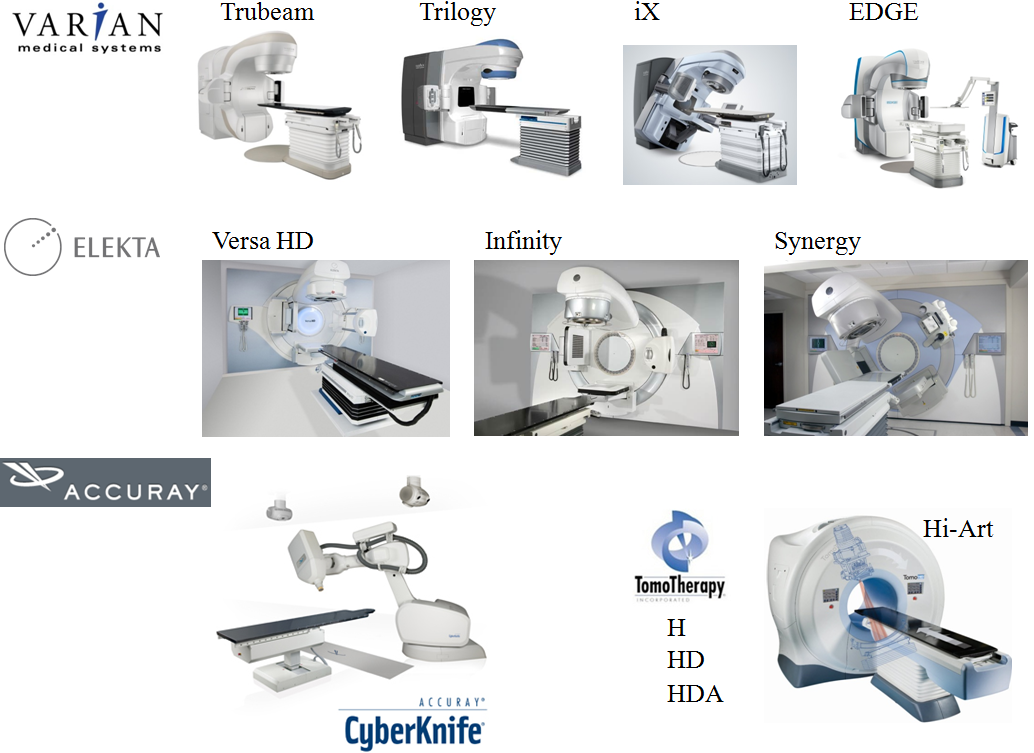 VARIAN
medical systems
Trubeam
Trilogy
iX
EDGE
ELEKTA
Versa HD
Infinity
Synergy
ACCURAY®
ACCURAY®
CyberKnife®
TomoTherapy
INCORPORATED
H
HD
HDA
Hi-Art
Tomo